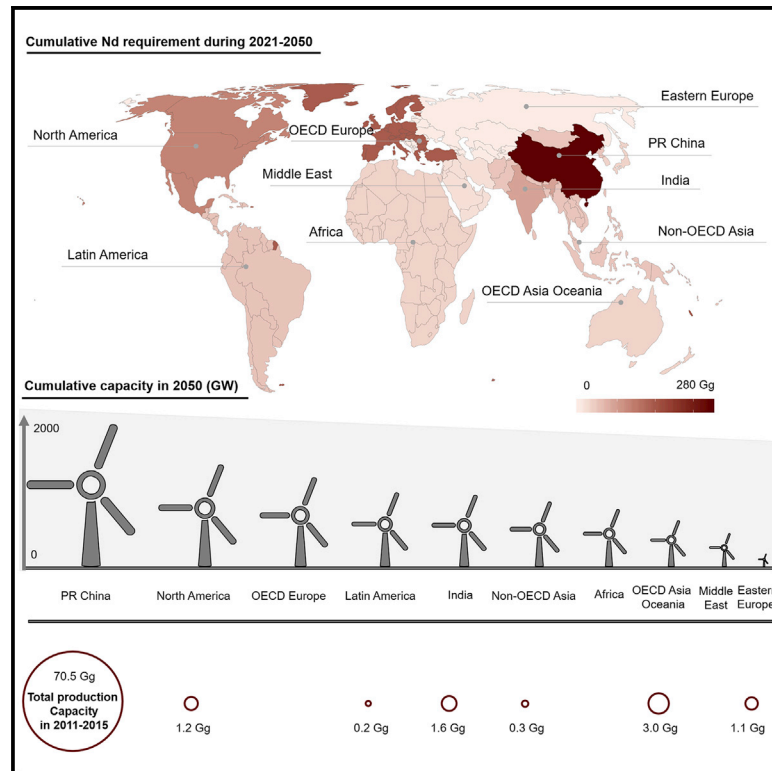 Cumulative Nd requirement during 2021-2050
Eastern Europe
North America
OECD Europe
PR China
Middle East
India
Africa
Non-OECD Asia
Latin America
OECD Asia Oceania
Cumulative capacity in 2050 (GW)
0 280 Gg
2000
0
PR China North America OECD Europe Latin America India Non-OECD Asia Africa OECD Asia Middle Eastern
Oceania East Europe
70.5 Gg
Total production
Capacity
in 2011-2015
1.2 Gg 0.2 Gg 1.6 Gg 0.3 Gg 3.0 Gg 1.1 Gg